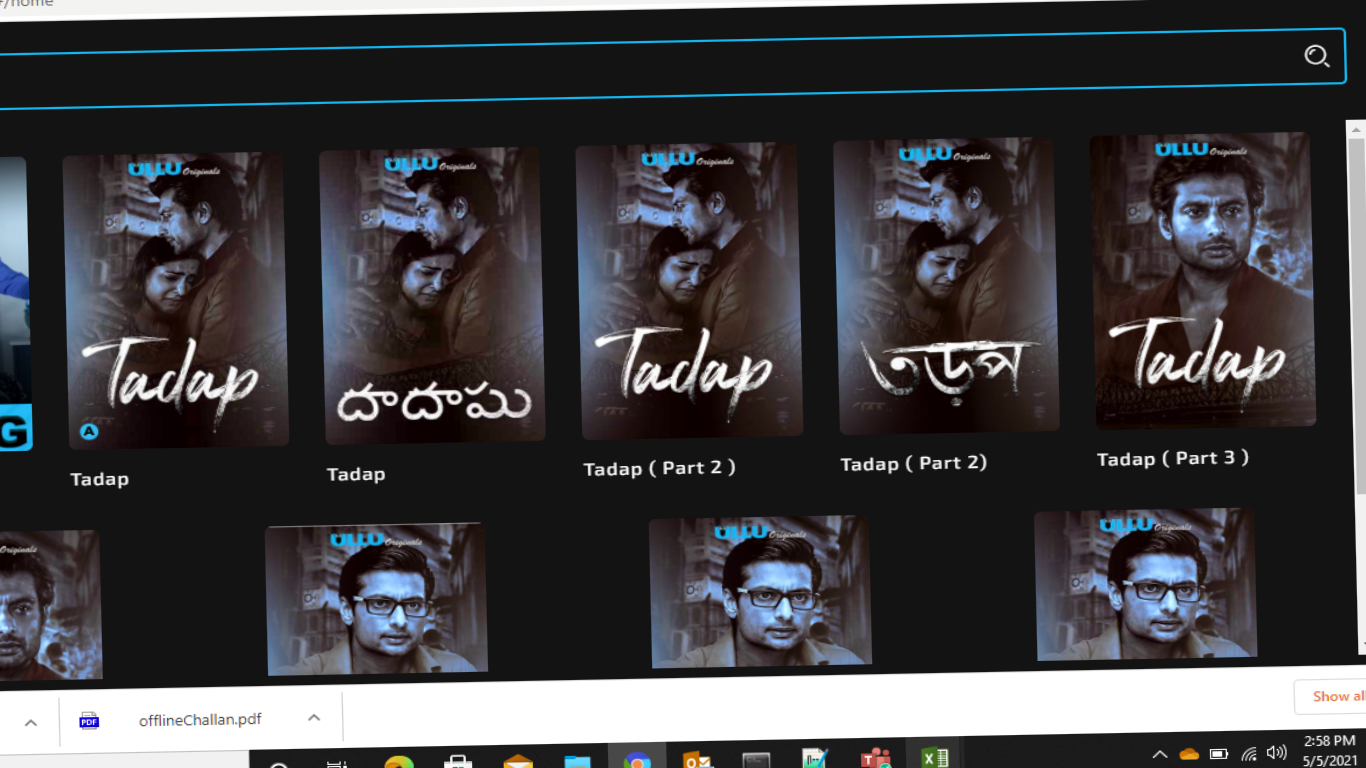 /home
ULLU Originals
ULLU Originals
ULLU Originals
ULLU Originals
ULLU Originals
Tadap
దాదాపు
Tadap
তড়প
Tadap
A
G
Tadap
Tadap
Tadap ( Part 2 )
Tadap ( Part 2)
Tadap ( Part 3 )
Originals
ULLU Originals
ULLU Originals
ULLU Originals
PDF
offlineChallan.pdf
Show all
2:58 PM
5/5/2021